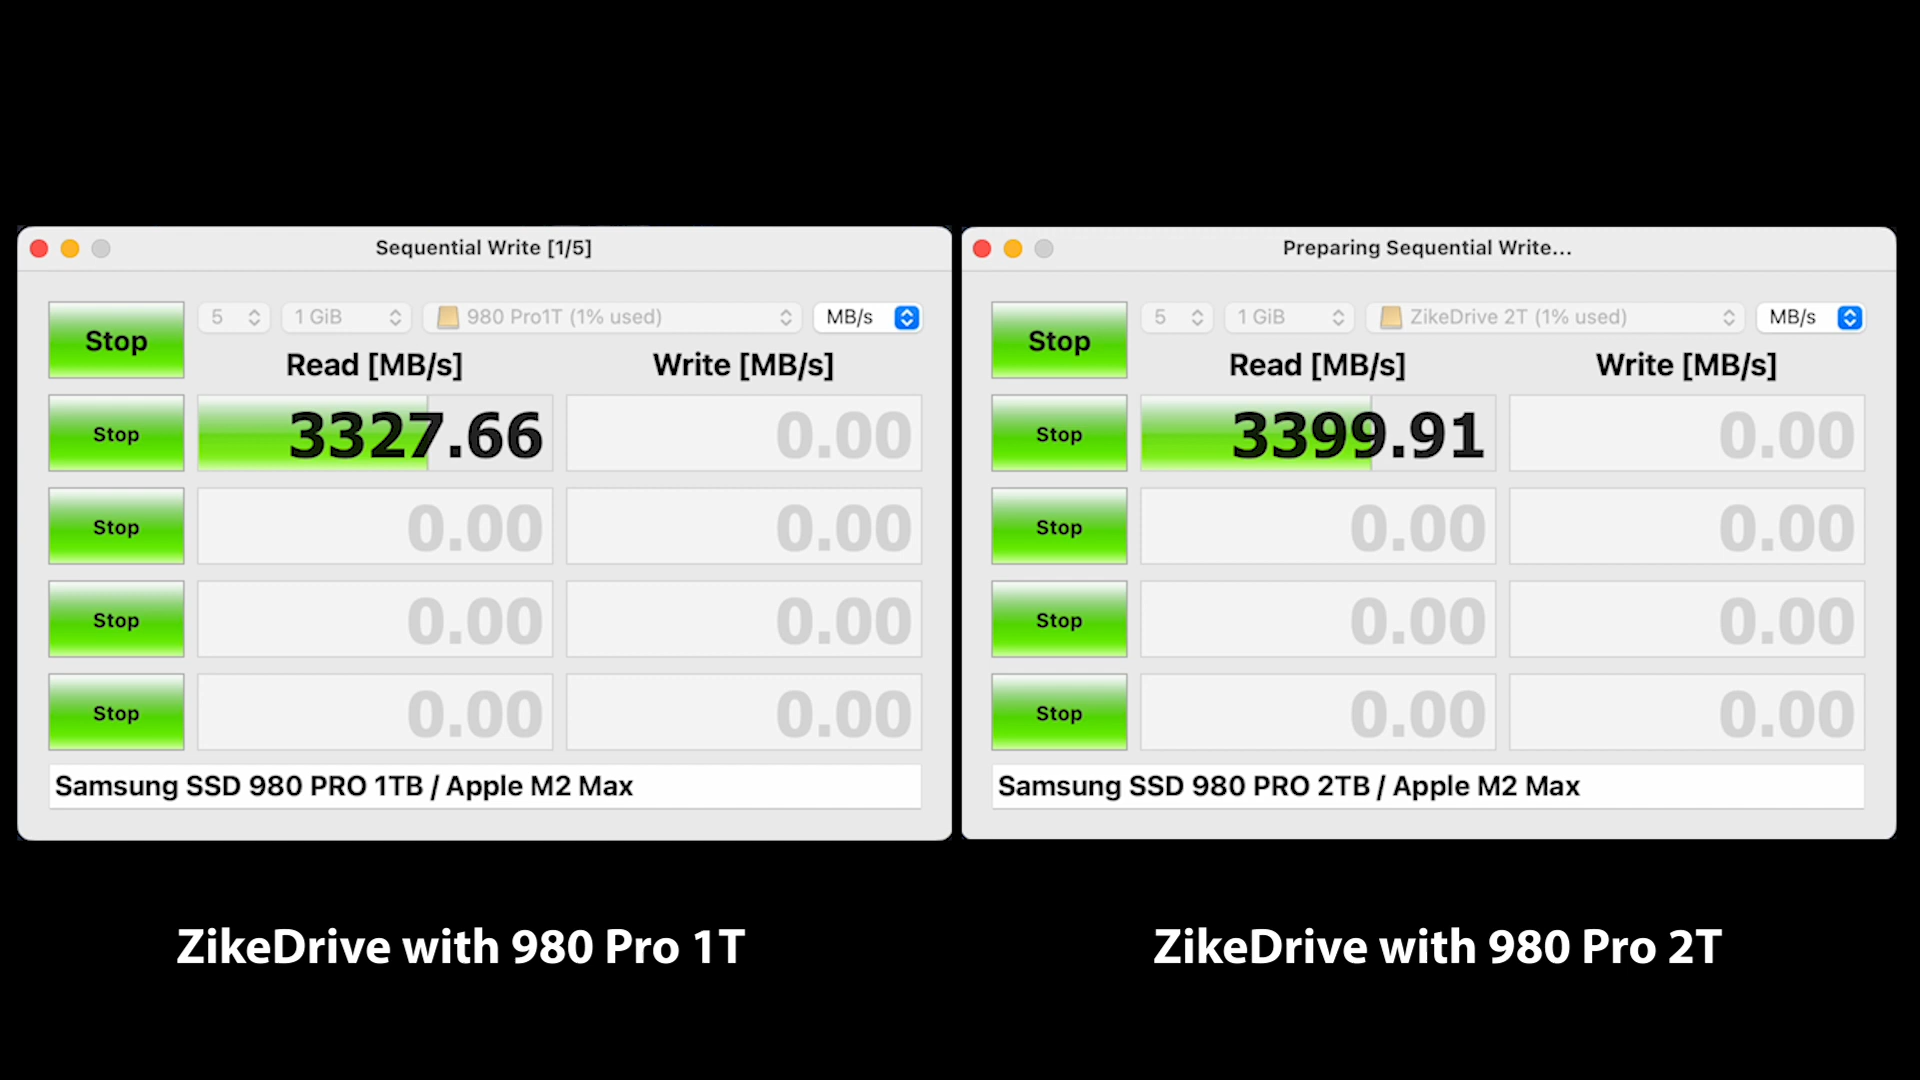 Sequential Write [1/5]
Stop
5
1 GiB
980 Pro1T (1% used)
MB/s
Read [MB/s]
Write [MB/s]
Stop
3327.66
0.00
Stop
0.00
0.00
Stop
0.00
0.00
Stop
0.00
0.00
Samsung SSD 980 PRO 1TB / Apple M2 Max
ZikeDrive with 980 Pro 1T
Preparing Sequential Write...
Stop
5
1 GiB
ZikeDrive 2T (1% used)
MB/s
Read [MB/s]
Write [MB/s]
Stop
3399.91
0.00
Stop
0.00
0.00
Stop
0.00
0.00
Stop
0.00
0.00
Samsung SSD 980 PRO 2TB / Apple M2 Max
ZikeDrive with 980 Pro 2T